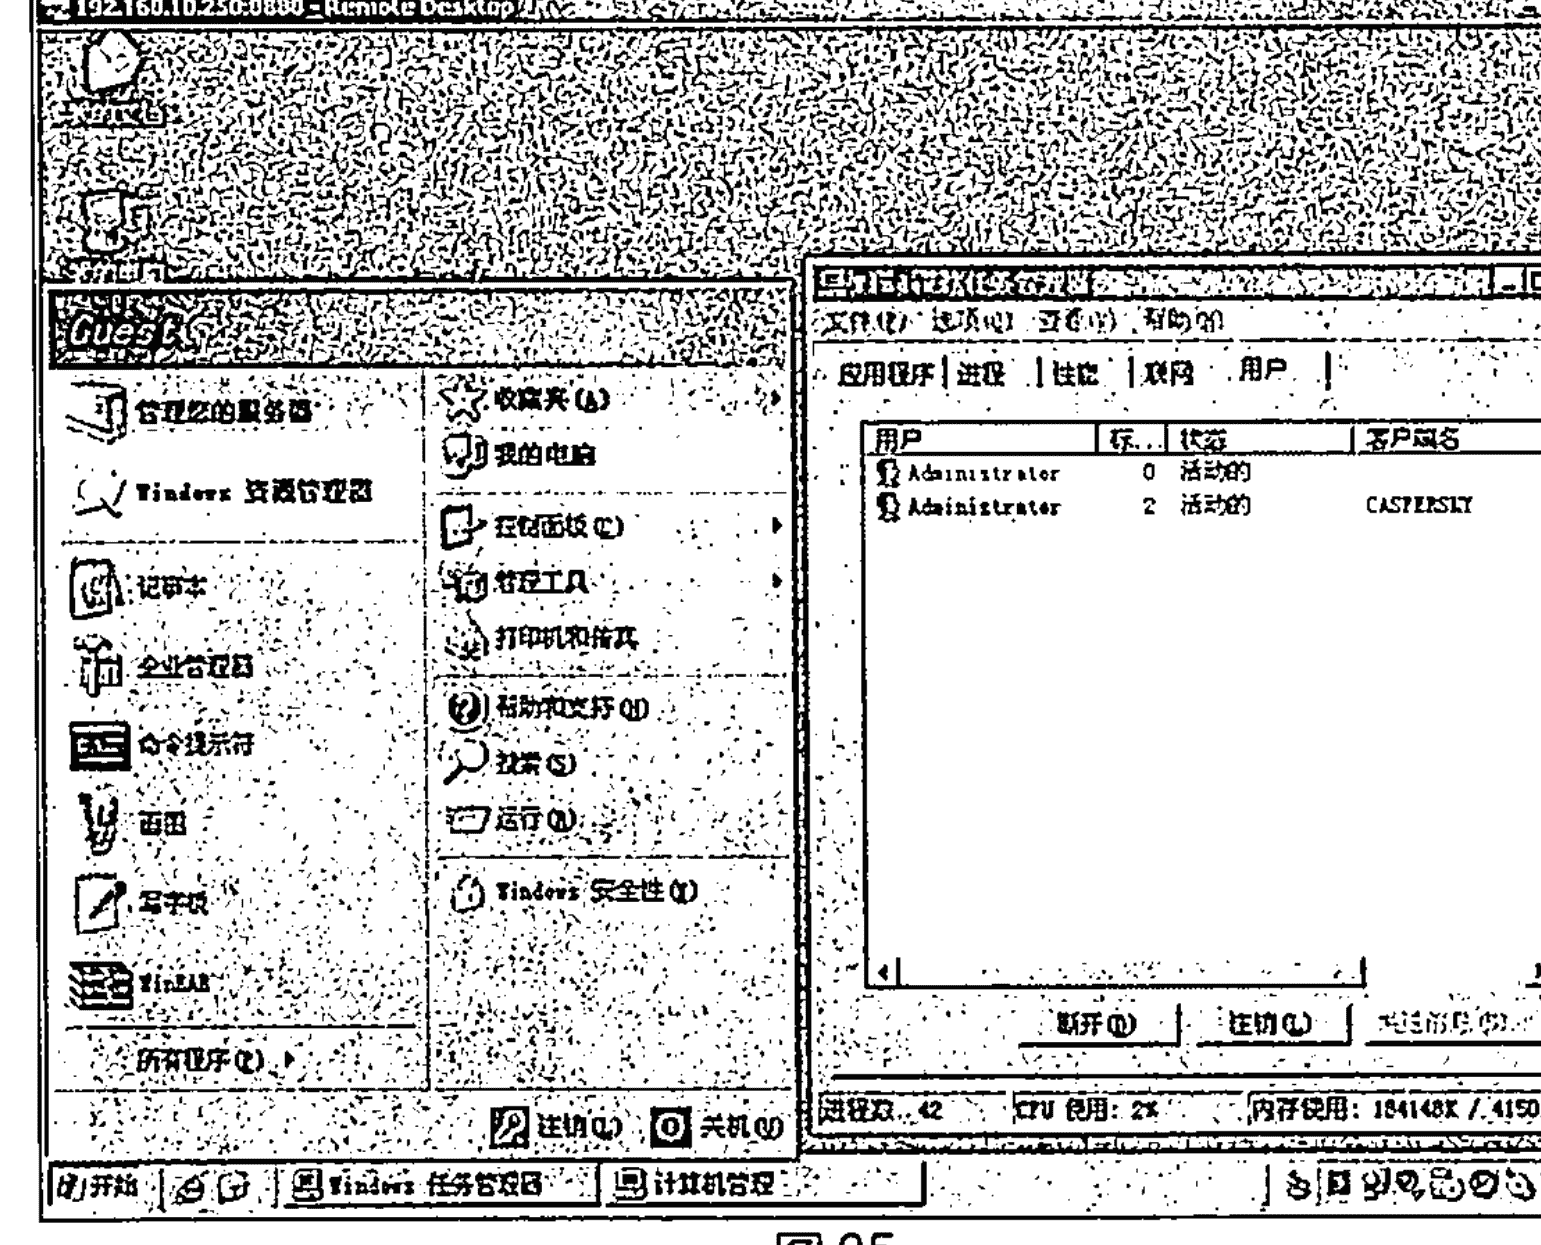 Remote Desktop
Guest
管理您的服务器
Windows 资源管理器
记事本
企业管理器
命令提示符
画图
写字板
WinRAR
所有程序(P)
收藏夹(A)
我的电脑
控制面板(C)
管理工具
打印机和传真
帮助和支持(H)
搜索(S)
运行(R)
Windows 安全性(Y)
注销(L)
关机(U)
文件(F) 选项(O) 查看(V) 帮助(H)
应用程序 进程 性能 联网 用户
用户 标... 状态 客户端名
Administrator 0 活动的
Administrator 2 活动的 CASPERSKY
断开(D) 注销(L) 发送消息(S)...
进程数: 42 CPU 使用: 2% 内存使用: 184148K / 4150
开始 Windows 任务管理器 计算机管理